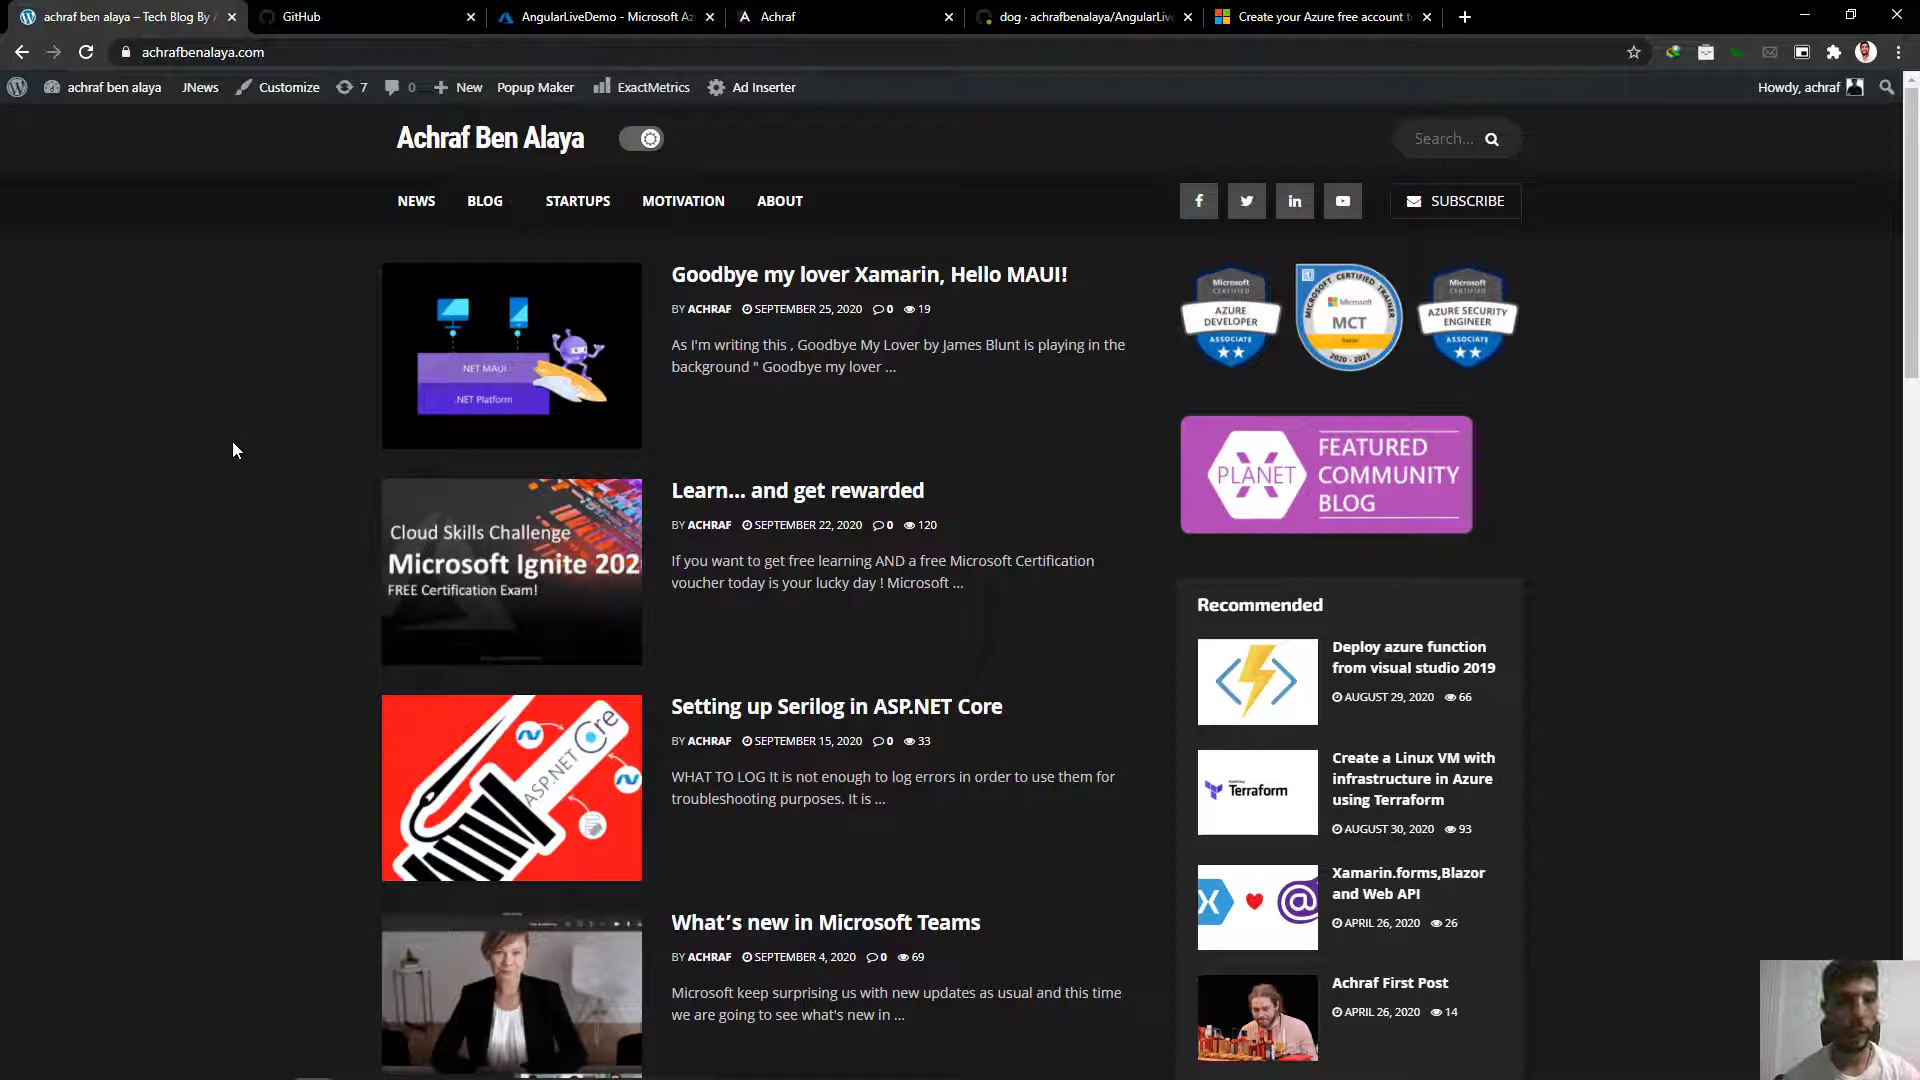 achraf ben alaya – Tech Blog By A
GitHub
AngularLiveDemo - Microsoft Az
Achraf
dog · achrafbenalaya/AngularLiv
Create your Azure free account t
achrafbenalaya.com
achraf ben alaya
JNews
Customize
7
0
New
Popup Maker
ExactMetrics
Ad Inserter
Howdy, achraf
Achraf Ben Alaya
Search...
NEWS
BLOG
STARTUPS
MOTIVATION
ABOUT
SUBSCRIBE
NET MAUI
.NET Platform
Goodbye my lover Xamarin, Hello MAUI!
BY ACHRAF SEPTEMBER 25, 2020 0 19
As I'm writing this , Goodbye My Lover by James Blunt is playing in the
background " Goodbye my lover ...
Cloud Skills Challenge
Microsoft Ignite 202
FREE Certification Exam!
Learn… and get rewarded
BY ACHRAF SEPTEMBER 22, 2020 0 120
If you want to get free learning AND a free Microsoft Certification
voucher today is your lucky day ! Microsoft ...
ASP.NET Core
Setting up Serilog in ASP.NET Core
BY ACHRAF SEPTEMBER 15, 2020 0 33
WHAT TO LOG It is not enough to log errors in order to use them for
troubleshooting purposes. It is ...
What's new in Microsoft Teams
BY ACHRAF SEPTEMBER 4, 2020 0 69
Microsoft keep surprising us with new updates as usual and this time
we are going to see what's new in ...
Microsoft
CERTIFIED
AZURE
DEVELOPER
ASSOCIATE
MICROSOFT CERTIFIED TRAINER
Microsoft
MCT
Trainer
2020 - 2021
Microsoft
CERTIFIED
AZURE SECURITY
ENGINEER
ASSOCIATE
PLANET
FEATURED
COMMUNITY
BLOG
Recommended
Deploy azure function
from visual studio 2019
AUGUST 29, 2020 66
Terraform
Create a Linux VM with
infrastructure in Azure
using Terraform
AUGUST 30, 2020 93
Xamarin.forms,Blazor
and Web API
APRIL 26, 2020 26
Achraf First Post
APRIL 26, 2020 14